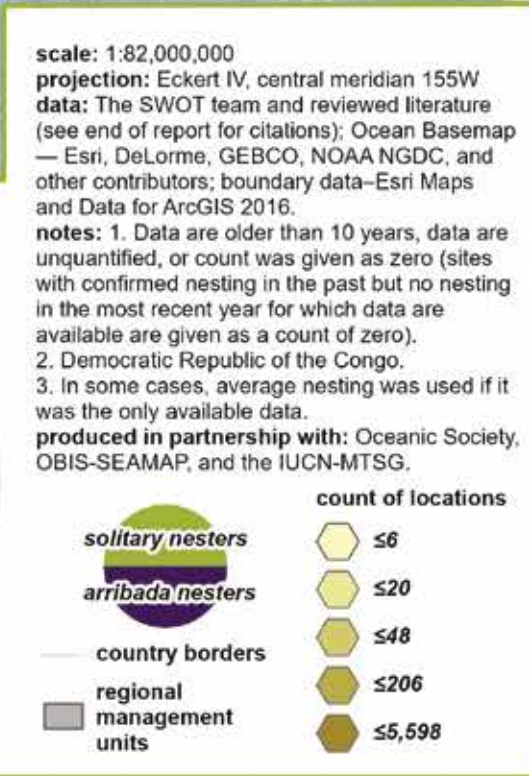 scale: 1:82,000,000
projection: Eckert IV, central meridian 155W
data: The SWOT team and reviewed literature
(see end of report for citations); Ocean Basemap
— Esri, DeLorme, GEBCO, NOAA NGDC, and
other contributors; boundary data–Esri Maps
and Data for ArcGIS 2016.
notes: 1. Data are older than 10 years, data are
unquantified, or count was given as zero (sites
with confirmed nesting in the past but no nesting
in the most recent year for which data are
available are given as a count of zero).
2. Democratic Republic of the Congo.
3. In some cases, average nesting was used if it
was the only available data.
produced in partnership with: Oceanic Society,
OBIS-SEAMAP, and the IUCN-MTSG.
solitary nesters
arribada nesters
country borders
regional
management
units
count of locations
≤6
≤20
≤48
≤206
≤5,598